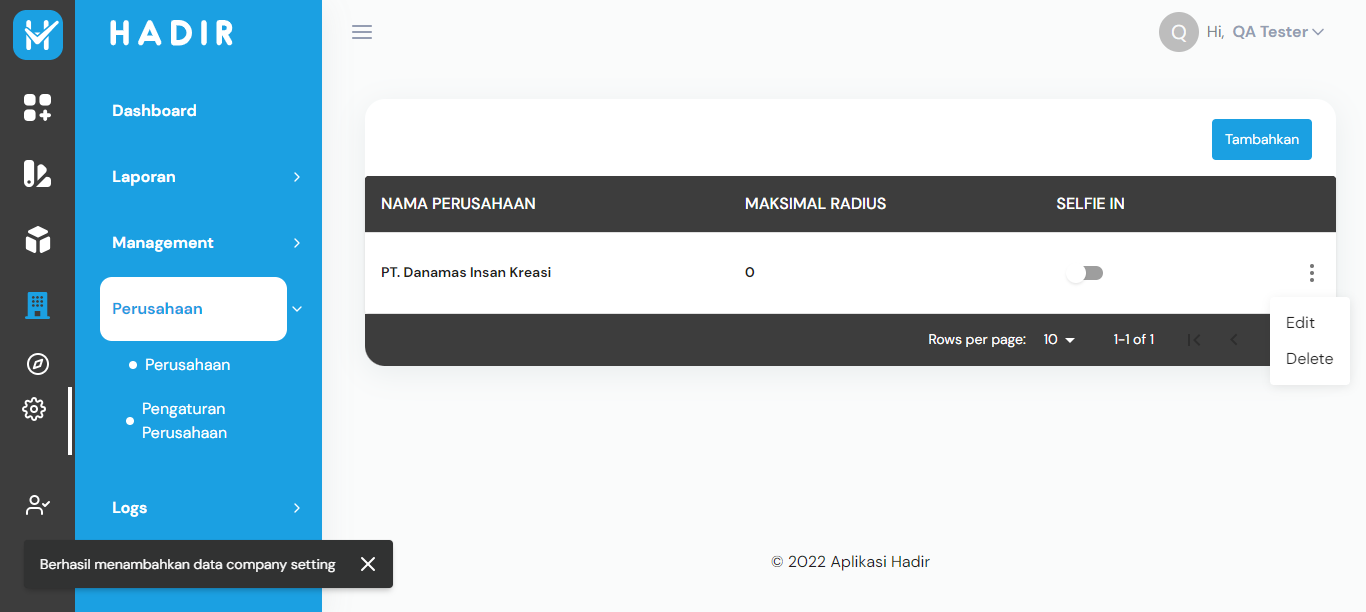 HADIR
Hi, QA Tester
Q
Dashboard
Laporan
Management
Perusahaan
Perusahaan
Pengaturan
Perusahaan
Logs
Tambahkan
NAMA PERUSAHAAN MAKSIMAL RADIUS SELFIE IN
PT. Danamas Insan Kreasi 0
Rows per page: 10 1-1 of 1
Edit
Delete
Berhasil menambahkan data company setting
© 2022 Aplikasi Hadir